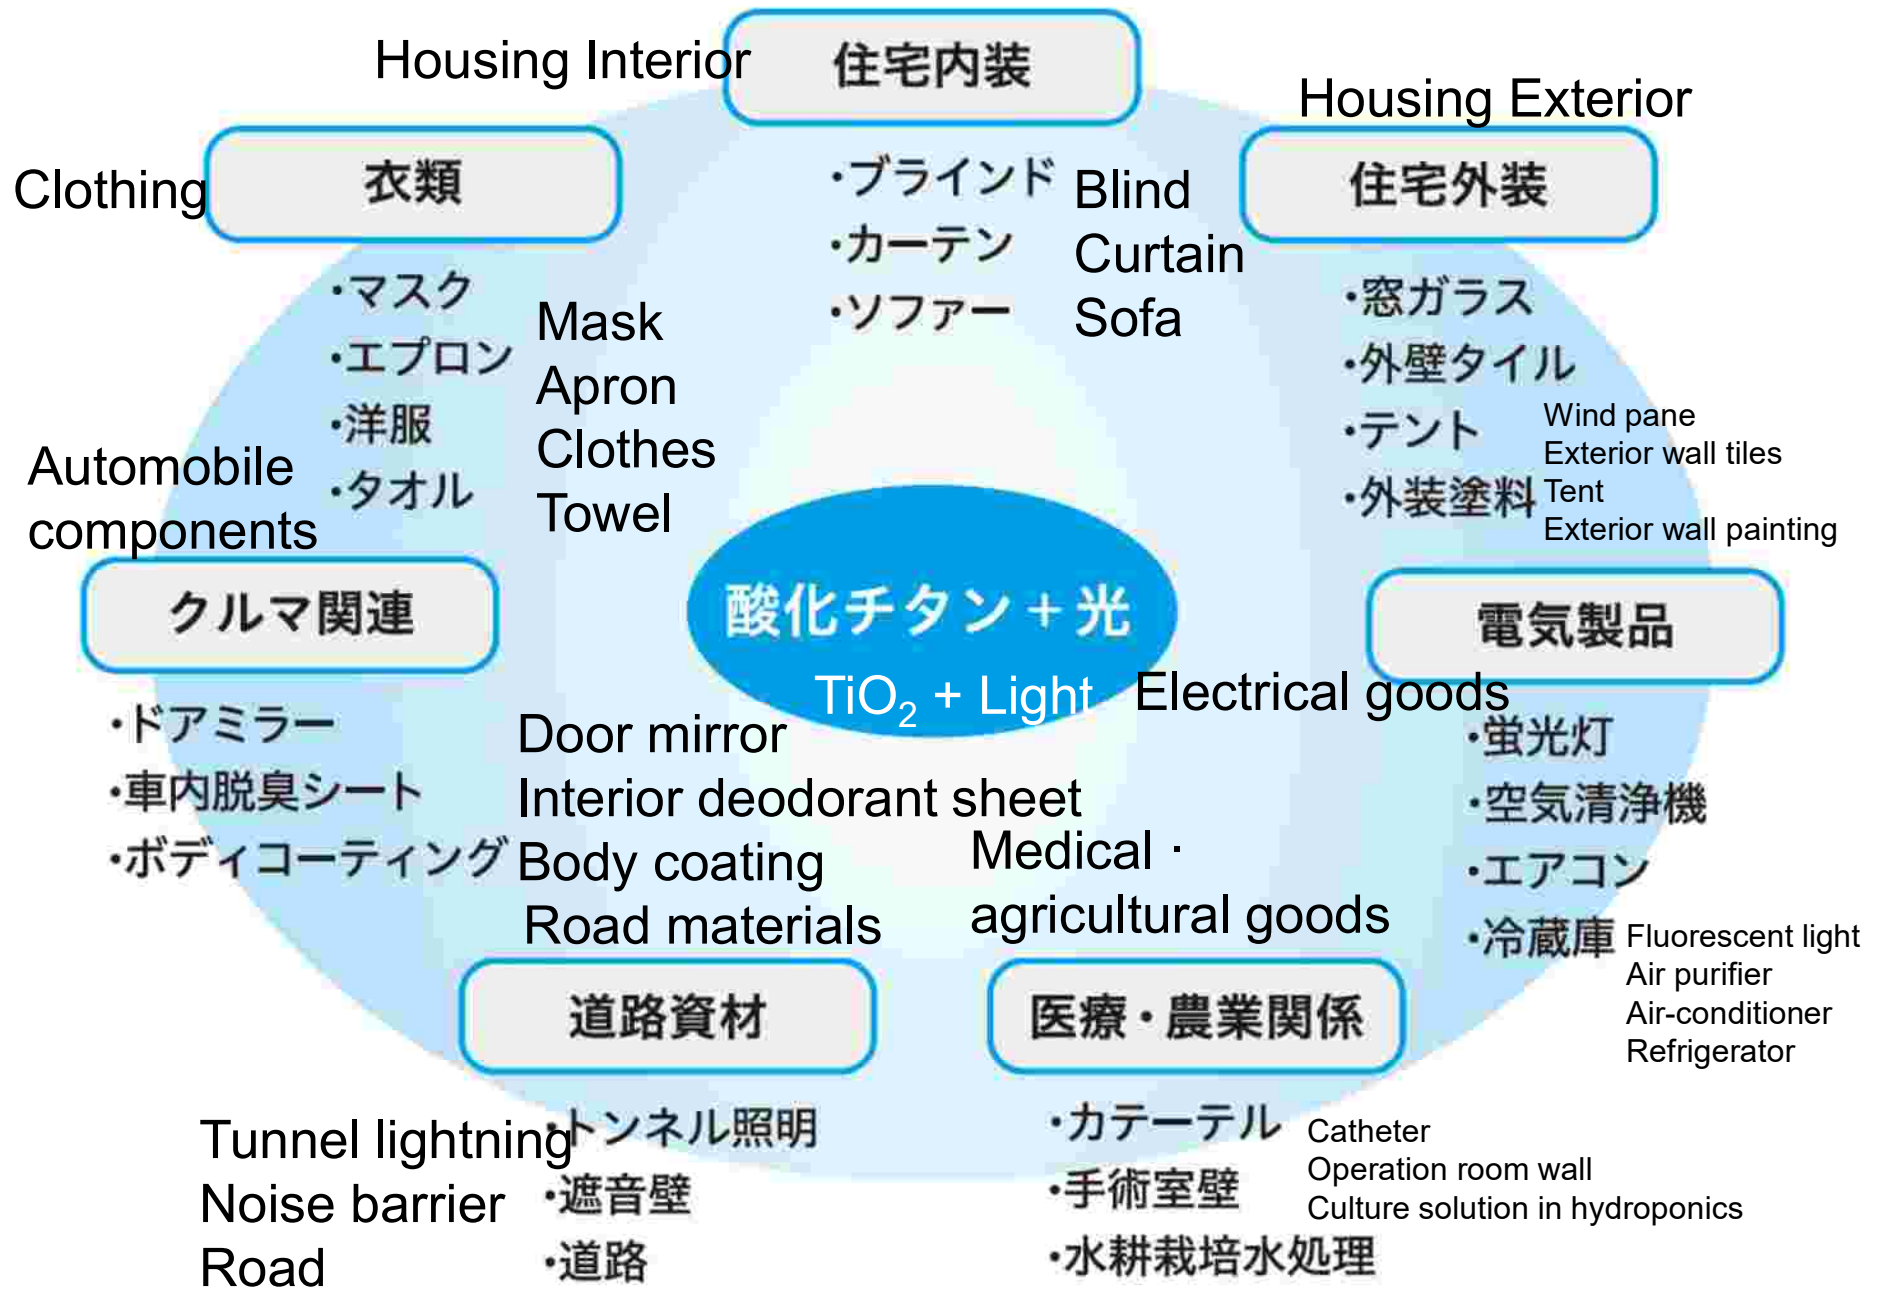 Housing Interior
住宅内装
・ブラインド
・カーテン
・ソファー
Blind
Curtain
Sofa
Housing Exterior
住宅外装
・窓ガラス
・外壁タイル
・テント
・外装塗料
Wind pane
Exterior wall tiles
Tent
Exterior wall painting
Clothing
衣類
・マスク
・エプロン
・洋服
・タオル
Mask
Apron
Clothes
Towel
酸化チタン+光
TiO₂ + Light
Automobile
components
クルマ関連
・ドアミラー
・車内脱臭シート
・ボディコーティング
Door mirror
Interior deodorant sheet
Body coating
Electrical goods
電気製品
・蛍光灯
・空気清浄機
・エアコン
・冷蔵庫
Fluorescent light
Air purifier
Air-conditioner
Refrigerator
Road materials
道路資材
・トンネル照明
・遮音壁
・道路
Tunnel lightning
Noise barrier
Road
Medical ·
agricultural goods
医療・農業関係
・カテーテル
・手術室壁
・水耕栽培水処理
Catheter
Operation room wall
Culture solution in hydroponics